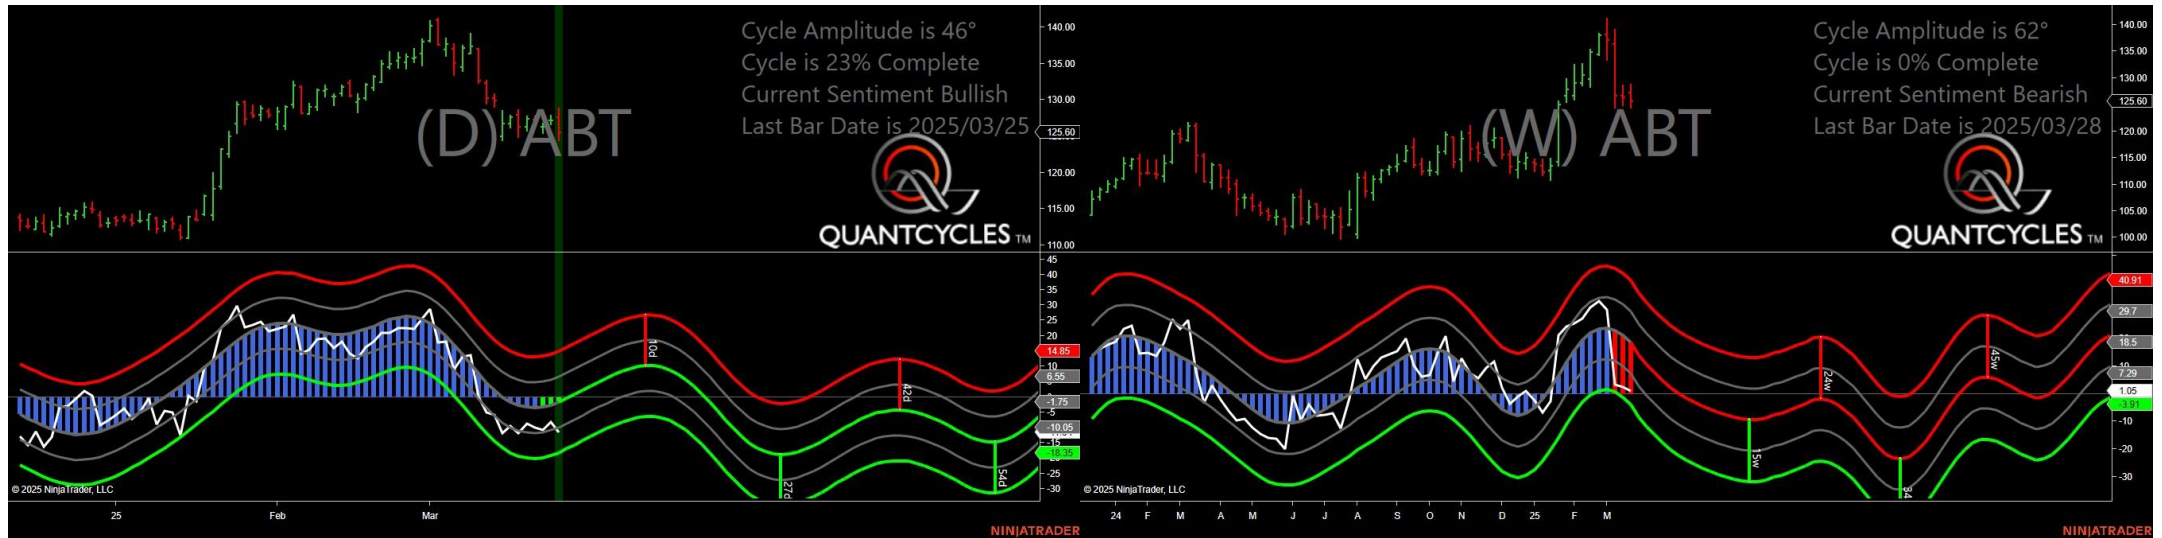 Cycle Amplitude is 46°
Cycle is 23% Complete
Current Sentiment Bullish
Last Bar Date is 2025/03/25
(D) ABT
QUANTCYCLES TM
140.00
135.00
130.00
125.60
120.00
115.00
110.00
45
40
35
30
25
20
14.85
10
6.55
-1.75
-5
-10.05
-15
-18.35
-25
-30
10d
42d
27d
54d
© 2025 NinjaTrader, LLC
25
Feb
Mar
NINJATRADER
Cycle Amplitude is 62°
Cycle is 0% Complete
Current Sentiment Bearish
Last Bar Date is 2025/03/28
(W) ABT
QUANTCYCLES TM
140.00
135.00
130.00
125.60
120.00
115.00
110.00
105.00
100.00
40.91
29.7
18.5
10
7.29
1.05
-3.91
-10
-20
-30
24w
45w
15w
34
© 2025 NinjaTrader, LLC
24 F M A M J J A S O N D 25 F M
NINJATRADER